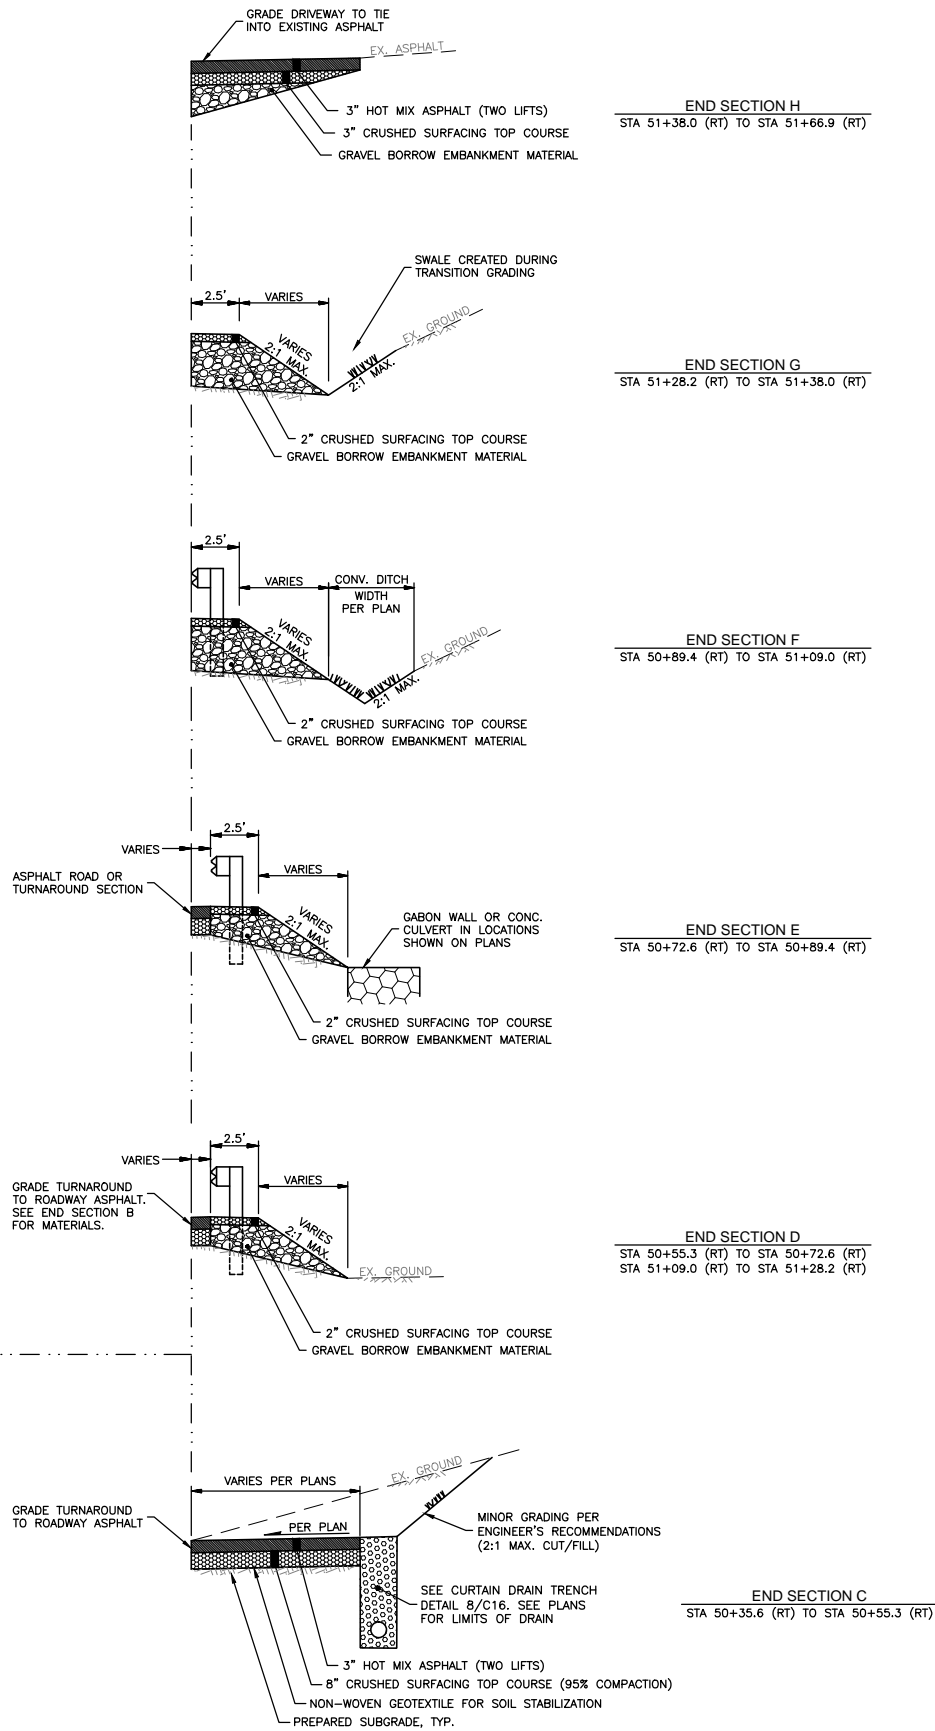 GRADE DRIVEWAY TO TIE
INTO EXISTING ASPHALT
EX. ASPHALT
3" HOT MIX ASPHALT (TWO LIFTS)
3" CRUSHED SURFACING TOP COURSE
GRAVEL BORROW EMBANKMENT MATERIAL
END SECTION H
STA 51+38.0 (RT) TO STA 51+66.9 (RT)
SWALE CREATED DURING
TRANSITION GRADING
2.5'
VARIES
VARIES
2:1 MAX.
EX. GROUND
2:1 MAX.
2" CRUSHED SURFACING TOP COURSE
GRAVEL BORROW EMBANKMENT MATERIAL
END SECTION G
STA 51+28.2 (RT) TO STA 51+38.0 (RT)
2.5'
VARIES
CONV. DITCH
WIDTH
PER PLAN
VARIES
2:1 MAX.
EX. GROUND
2:1 MAX.
2" CRUSHED SURFACING TOP COURSE
GRAVEL BORROW EMBANKMENT MATERIAL
END SECTION F
STA 50+89.4 (RT) TO STA 51+09.0 (RT)
2.5'
VARIES
VARIES
ASPHALT ROAD OR
TURNAROUND SECTION
VARIES
2:1 MAX.
GABON WALL OR CONC.
CULVERT IN LOCATIONS
SHOWN ON PLANS
2" CRUSHED SURFACING TOP COURSE
GRAVEL BORROW EMBANKMENT MATERIAL
END SECTION E
STA 50+72.6 (RT) TO STA 50+89.4 (RT)
2.5'
VARIES
VARIES
GRADE TURNAROUND
TO ROADWAY ASPHALT.
SEE END SECTION B
FOR MATERIALS.
VARIES
2:1 MAX.
EX. GROUND
2" CRUSHED SURFACING TOP COURSE
GRAVEL BORROW EMBANKMENT MATERIAL
END SECTION D
STA 50+55.3 (RT) TO STA 50+72.6 (RT)
STA 51+09.0 (RT) TO STA 51+28.2 (RT)
VARIES PER PLANS
EX. GROUND
GRADE TURNAROUND
TO ROADWAY ASPHALT
PER PLAN
MINOR GRADING PER
ENGINEER'S RECOMMENDATIONS
(2:1 MAX. CUT/FILL)
SEE CURTAIN DRAIN TRENCH
DETAIL 8/C16. SEE PLANS
FOR LIMITS OF DRAIN
3" HOT MIX ASPHALT (TWO LIFTS)
8" CRUSHED SURFACING TOP COURSE (95% COMPACTION)
NON-WOVEN GEOTEXTILE FOR SOIL STABILIZATION
PREPARED SUBGRADE, TYP.
END SECTION C
STA 50+35.6 (RT) TO STA 50+55.3 (RT)